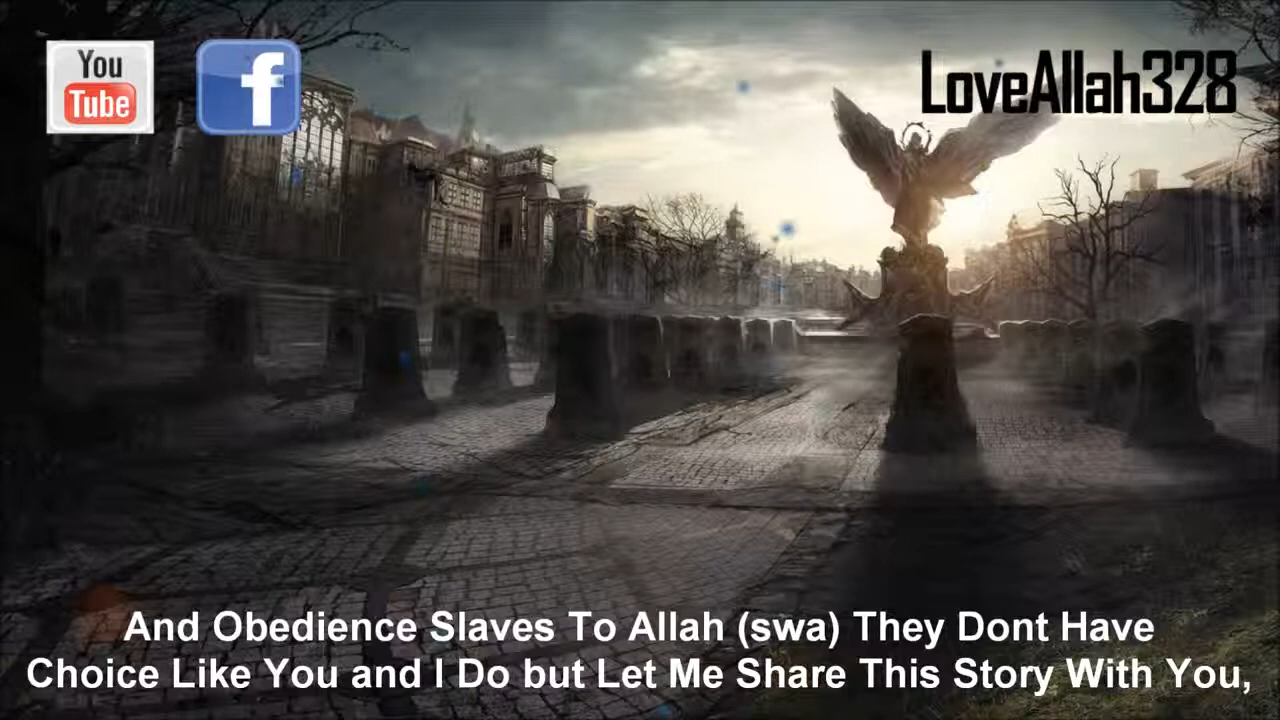 You
Tube
f
LoveAllah328
And Obedience Slaves To Allah (swa) They Dont Have
Choice Like You and I Do but Let Me Share This Story With You,